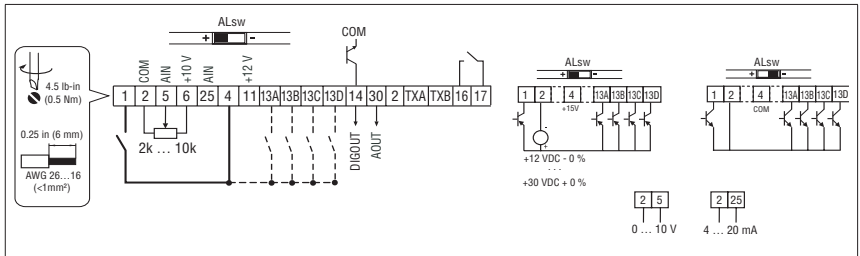 ALsw
+ -
COM
COM
AIN
+10 V
AIN
+12 V
4.5 lb-in
(0.5 Nm)
0.25 in (6 mm)
AWG 26…16
(<1mm²)
1 2 5 6 25 4 11 13A 13B 13C 13D 14 30 2 TXA TXB 16 17
2k … 10k
DIGOUT
AOUT
ALsw
+ -
1 2 4 13A 13B 13C 13D
+15V
+12 VDC - 0 %
...
+30 VDC + 0 %
ALsw
+ -
1 2 4 13A 13B 13C 13D
COM
2 5
0 … 10 V
2 25
4 … 20 mA